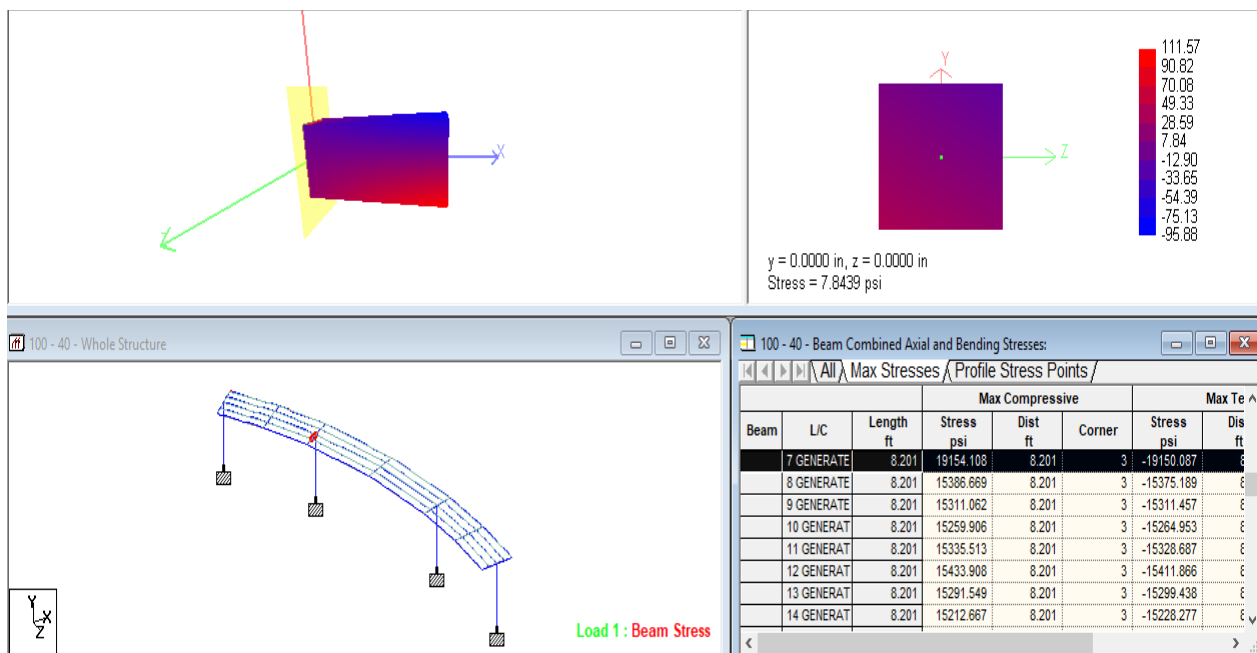 X
Z
Y
Z
y = 0.0000 in, z = 0.0000 in
Stress = 7.8439 psi
111.57
90.82
70.08
49.33
28.59
7.84
-12.90
-33.65
-54.39
-75.13
-95.88
100 - 40 - Whole Structure
Y
X
Z
Load 1 : Beam Stress
100 - 40 - Beam Combined Axial and Bending Stresses:
All Max Stresses Profile Stress Points
Max Compressive Max Te
Beam L/C Length ft Stress psi Dist ft Corner Stress psi Dis f
7 GENERATE 8.201 19154.108 8.201 3 -19150.087 8
8 GENERATE 8.201 15386.669 8.201 3 -15375.189 8
9 GENERATE 8.201 15311.062 8.201 3 -15311.457 8
10 GENERAT 8.201 15259.906 8.201 3 -15264.953 8
11 GENERAT 8.201 15335.513 8.201 3 -15328.687 8
12 GENERAT 8.201 15433.908 8.201 3 -15411.866 8
13 GENERAT 8.201 15291.549 8.201 3 -15299.438 8
14 GENERAT 8.201 15212.667 8.201 3 -15228.277 8